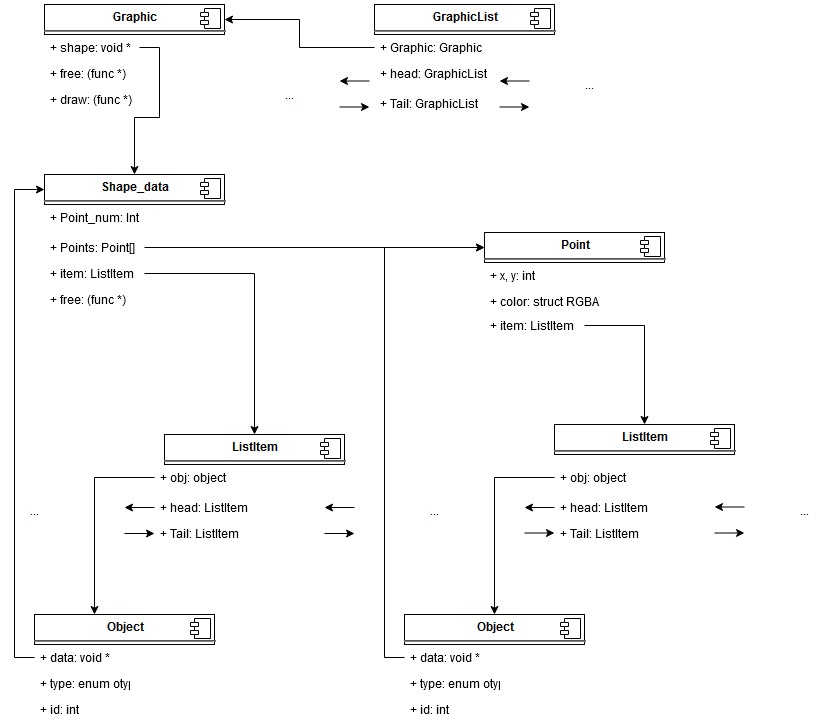 Graphic
GraphicList
+ shape: void *
+ Graphic: Graphic
+ free: (func *)
+ head: GraphicList
...
...
+ draw: (func *)
+ Tail: GraphicList
Shape_data
+ Point_num: Int
+ Points: Point[]
Point
+ item: ListItem
+ x, y: int
+ free: (func *)
+ color: struct RGBA
+ item: ListItem
ListItem
ListItem
+ obj: object
+ obj: object
...
+ head: ListItem
...
+ head: ListItem
...
+ Tail: ListItem
+ Tail: ListItem
Object
Object
+ data: void *
+ data: void *
+ type: enum oty
+ type: enum oty
+ id: int
+ id: int